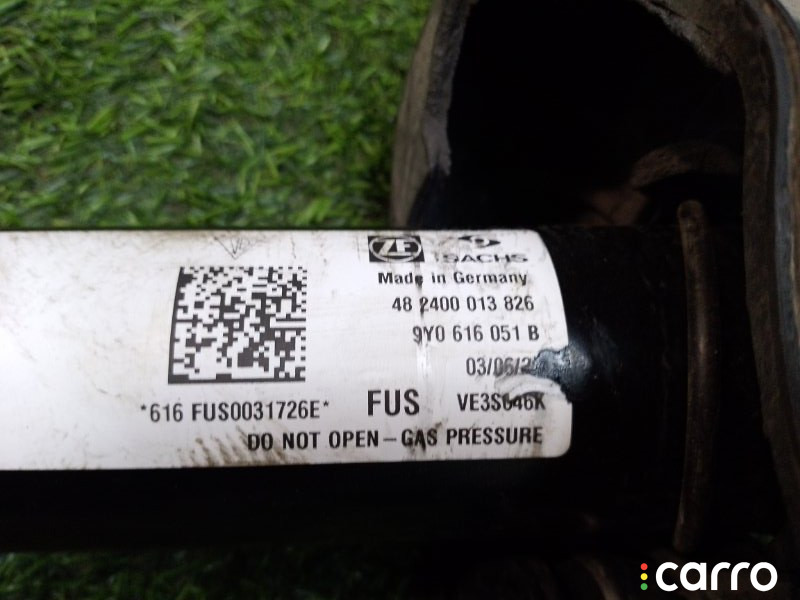 ZF SACHS
Made in Germany
48 2400 013 826
9Y0 616 051 B
*616 FUS0031726E* FUS VE3S646K
DO NOT OPEN - GAS PRESSURE
carro